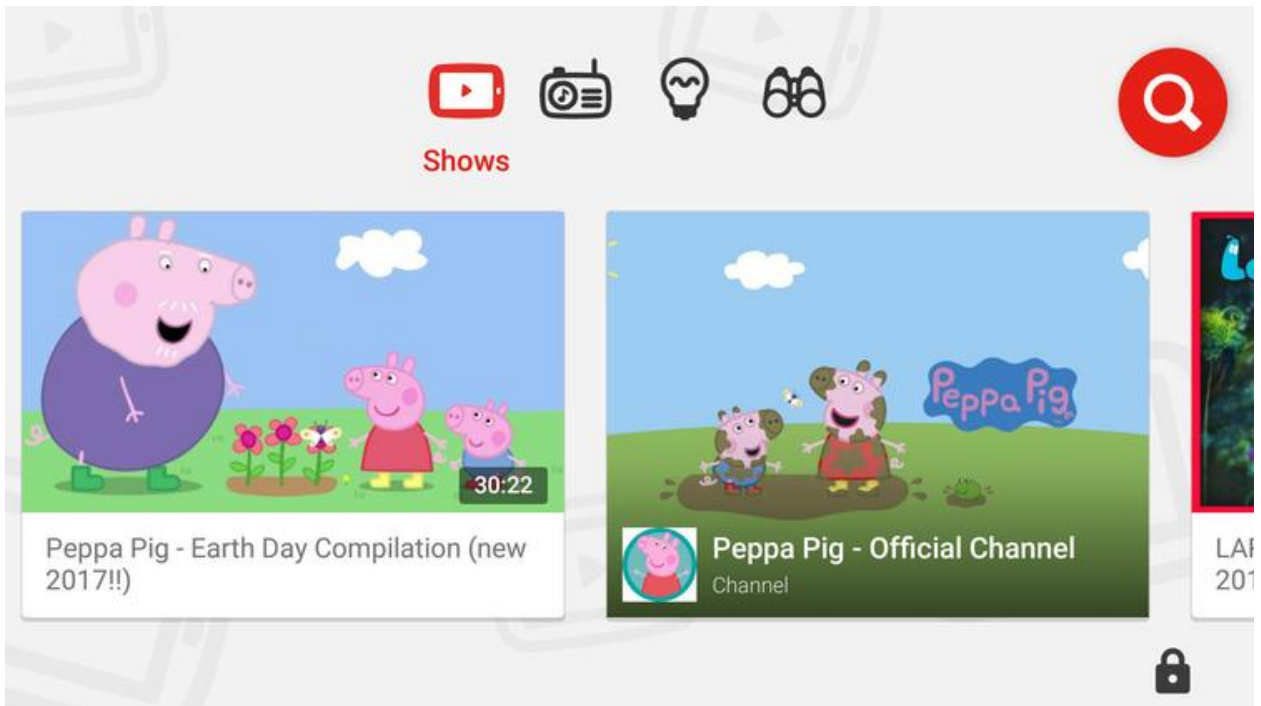 Shows
30:22
Peppa Pig - Earth Day Compilation (new
2017!!)
Peppa Pig
Peppa Pig - Official Channel
Channel